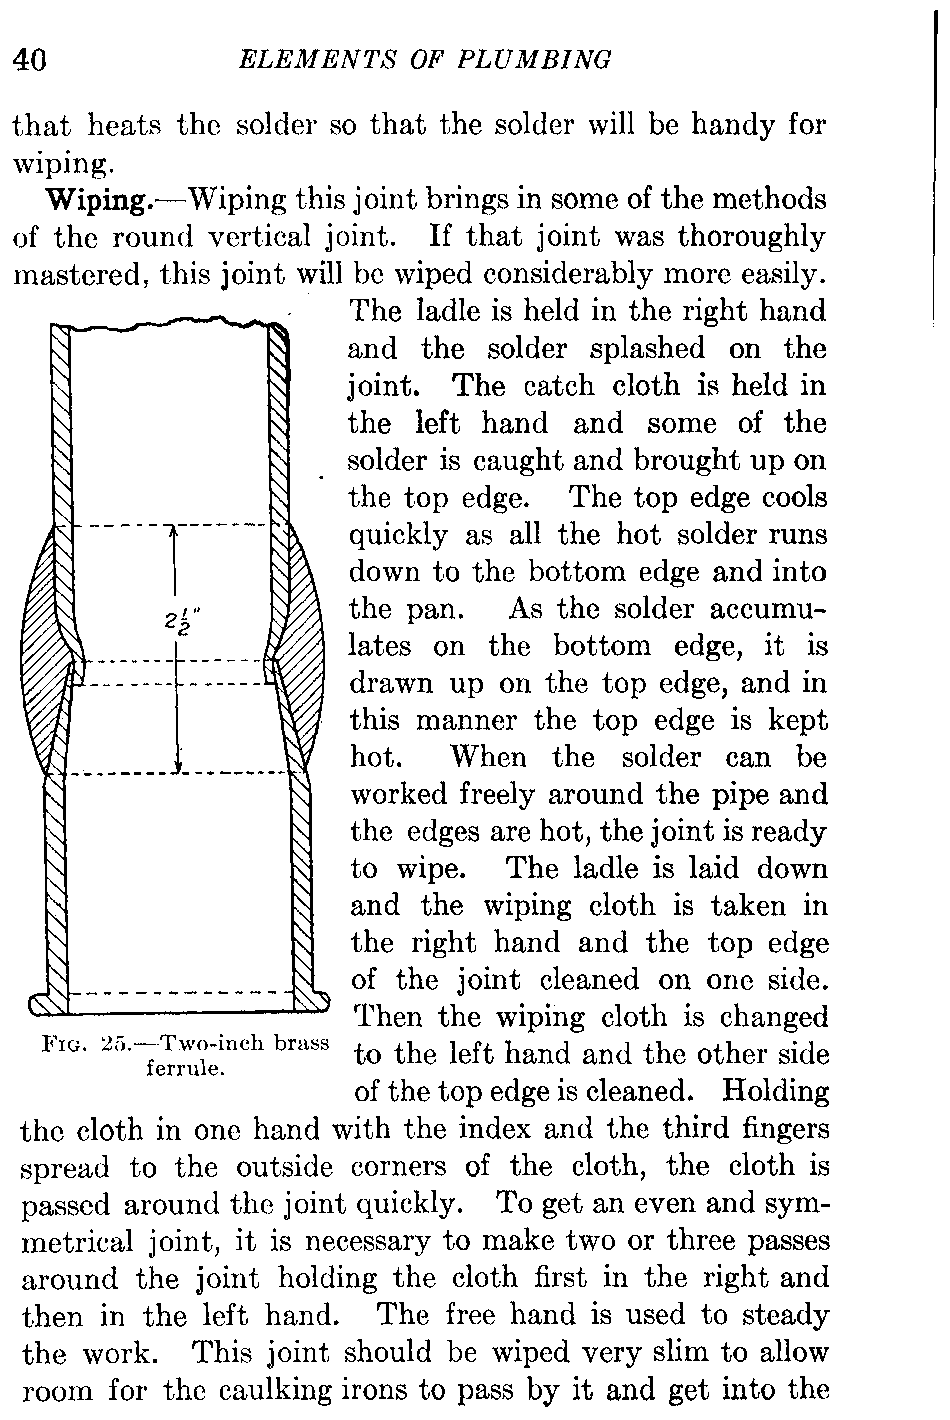 40 ELEMENTS OF PLUMBING
that heats the solder so that the solder will be handy for
wiping.
Wiping.—Wiping this joint brings in some of the methods
of the round vertical joint. If that joint was thoroughly
mastered, this joint will be wiped considerably more easily.
The ladle is held in the right hand
and the solder splashed on the
joint. The catch cloth is held in
the left hand and some of the
solder is caught and brought up on
the top edge. The top edge cools
quickly as all the hot solder runs
down to the bottom edge and into
the pan. As the solder accumu-
lates on the bottom edge, it is
drawn up on the top edge, and in
this manner the top edge is kept
hot. When the solder can be
worked freely around the pipe and
the edges are hot, the joint is ready
to wipe. The ladle is laid down
and the wiping cloth is taken in
the right hand and the top edge
of the joint cleaned on one side.
Then the wiping cloth is changed
to the left hand and the other side
of the top edge is cleaned. Holding
2½"
FIG. 25.—Two-inch brass
ferrule.
the cloth in one hand with the index and the third fingers
spread to the outside corners of the cloth, the cloth is
passed around the joint quickly. To get an even and sym-
metrical joint, it is necessary to make two or three passes
around the joint holding the cloth first in the right and
then in the left hand. The free hand is used to steady
the work. This joint should be wiped very slim to allow
room for the caulking irons to pass by it and get into the